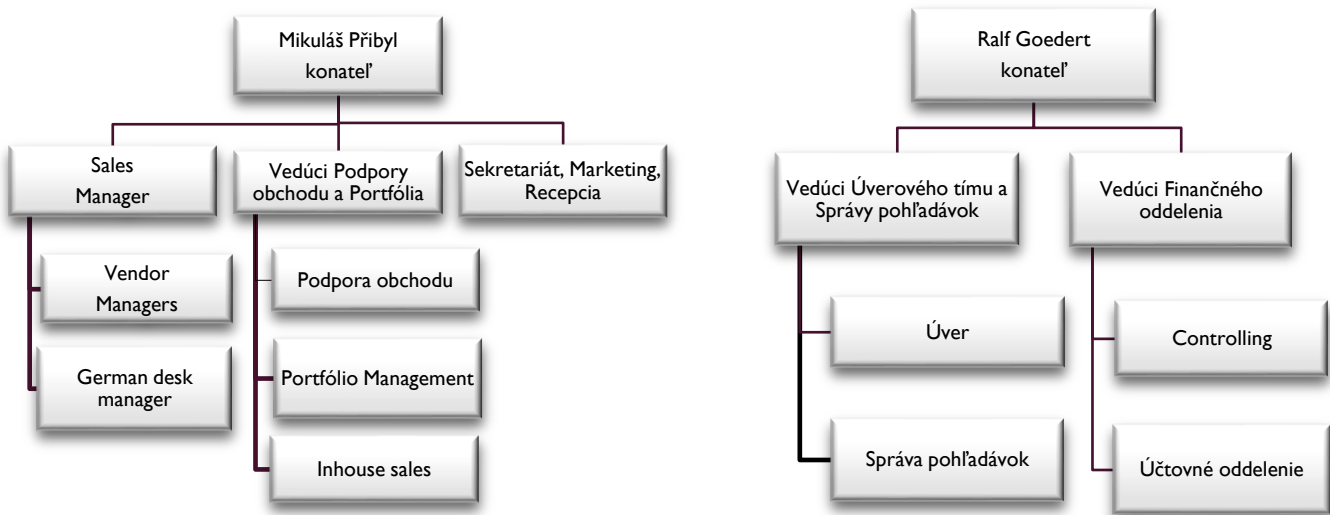 Mikuláš Přibyl
konateľ
Sales
Manager
Vedúci Podpory
obchodu a Portfólia
Sekretariát, Marketing,
Recepcia
Vendor
Managers
Podpora obchodu
German desk
manager
Portfólio Management
Inhouse sales
Ralf Goedert
konateľ
Vedúci Úverového tímu a
Správy pohľadávok
Vedúci Finančného
oddelenia
Úver
Controlling
Správa pohľadávok
Účtovné oddelenie